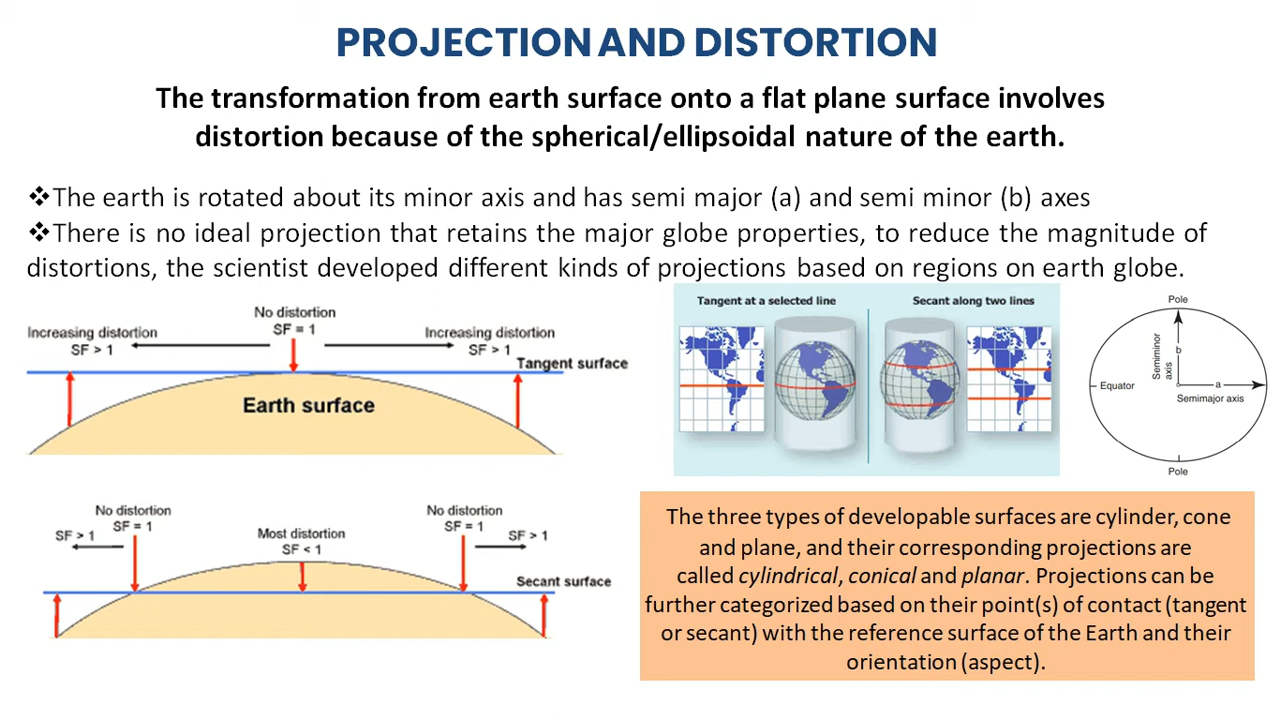 PROJECTION AND DISTORTION
The transformation from earth surface onto a flat plane surface involves
distortion because of the spherical/ellipsoidal nature of the earth.
❖The earth is rotated about its minor axis and has semi major (a) and semi minor (b) axes
❖There is no ideal projection that retains the major globe properties, to reduce the magnitude of
distortions, the scientist developed different kinds of projections based on regions on earth globe.
No distortion
SF = 1
Increasing distortion
SF > 1
Increasing distortion
SF > 1
Tangent surface
Earth surface
Tangent at a selected line
Secant along two lines
Pole
Semiminor
axis
b
Equator
a
Semimajor axis
Pole
No distortion
SF = 1
SF > 1
Most distortion
SF < 1
No distortion
SF = 1
SF > 1
Secant surface
The three types of developable surfaces are cylinder, cone
and plane, and their corresponding projections are
called cylindrical, conical and planar. Projections can be
further categorized based on their point(s) of contact (tangent
or secant) with the reference surface of the Earth and their
orientation (aspect).